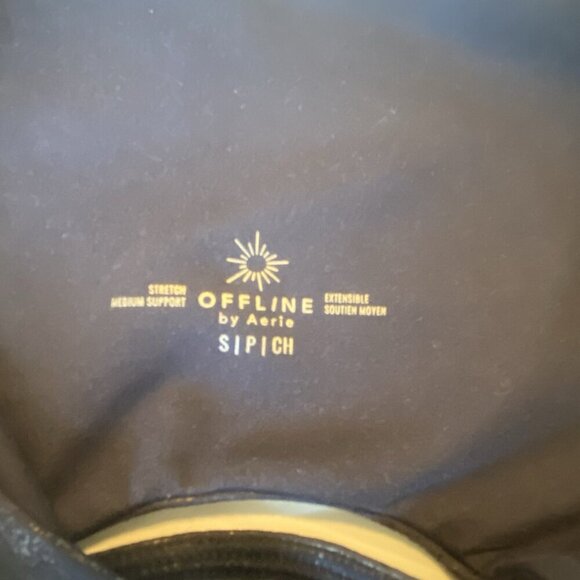 STRETCH
MEDIUM SUPPORT
OFFLINE
by Aerie
S|P|CH
EXTENSIBLE
SOUTIEN MOYEN